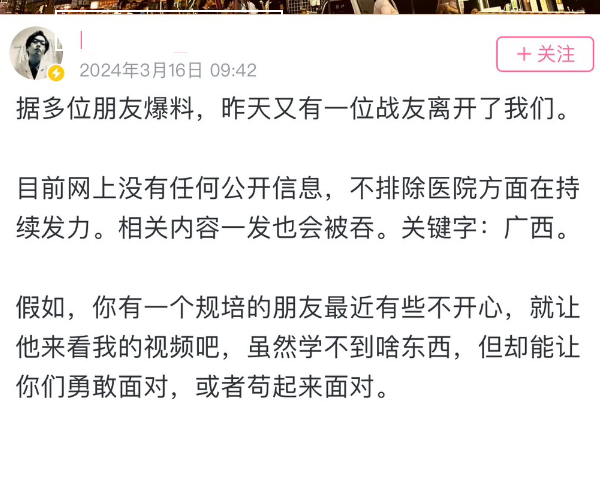 2024年3月16日 09:42
+关注
据多位朋友爆料，昨天又有一位战友离开了我们。
目前网上没有任何公开信息，不排除医院方面在持
续发力。相关内容一发也会被吞。关键字：广西。
假如，你有一个规培的朋友最近有些不开心，就让
他来看我的视频吧，虽然学不到啥东西，但却能让
你们勇敢面对，或者苟起来面对。